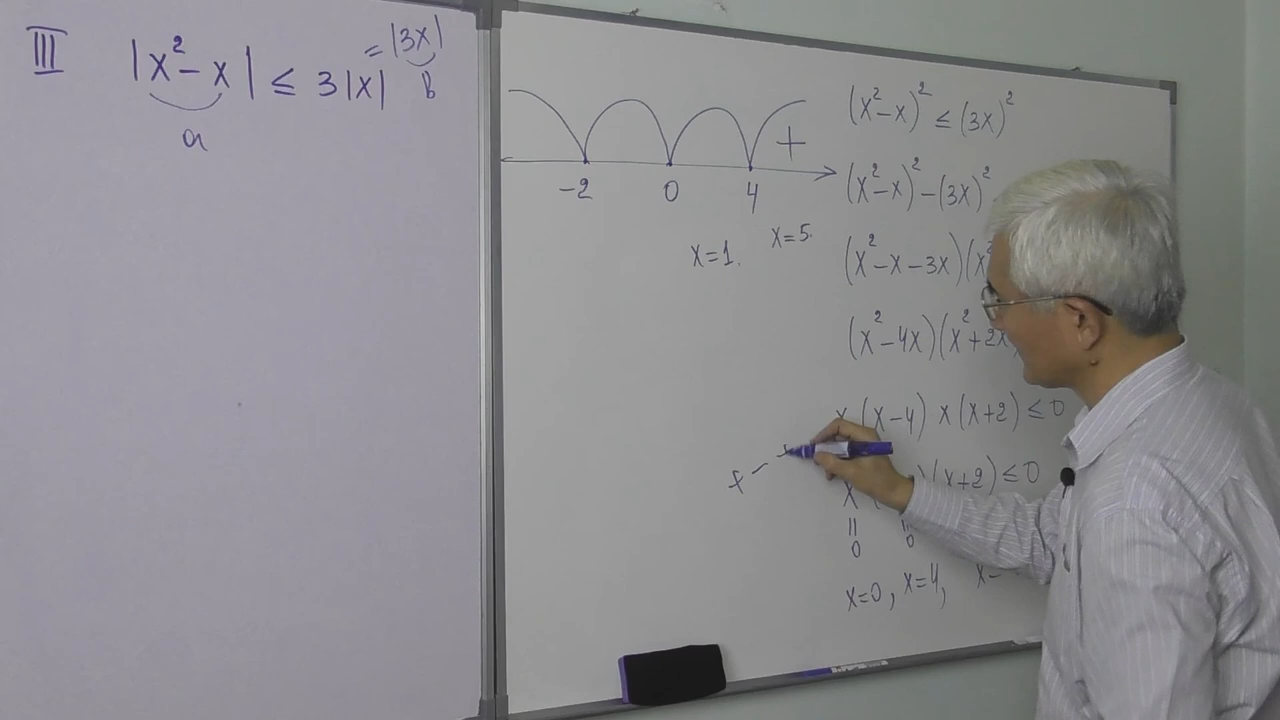 III |x²-x| ≤ 3|x| = |3x|
a b
+
-2 0 4
x=1. x=5.
(x²-x)² ≤ (3x)²
(x²-x)²-(3x)²
(x²-x-3x)(x²
(x²-4x)(x²+2x
x (x-4) x(x+2) ≤ 0
x )(x+2) ≤ 0
|| ||
0 0
x=0, x=4, x=